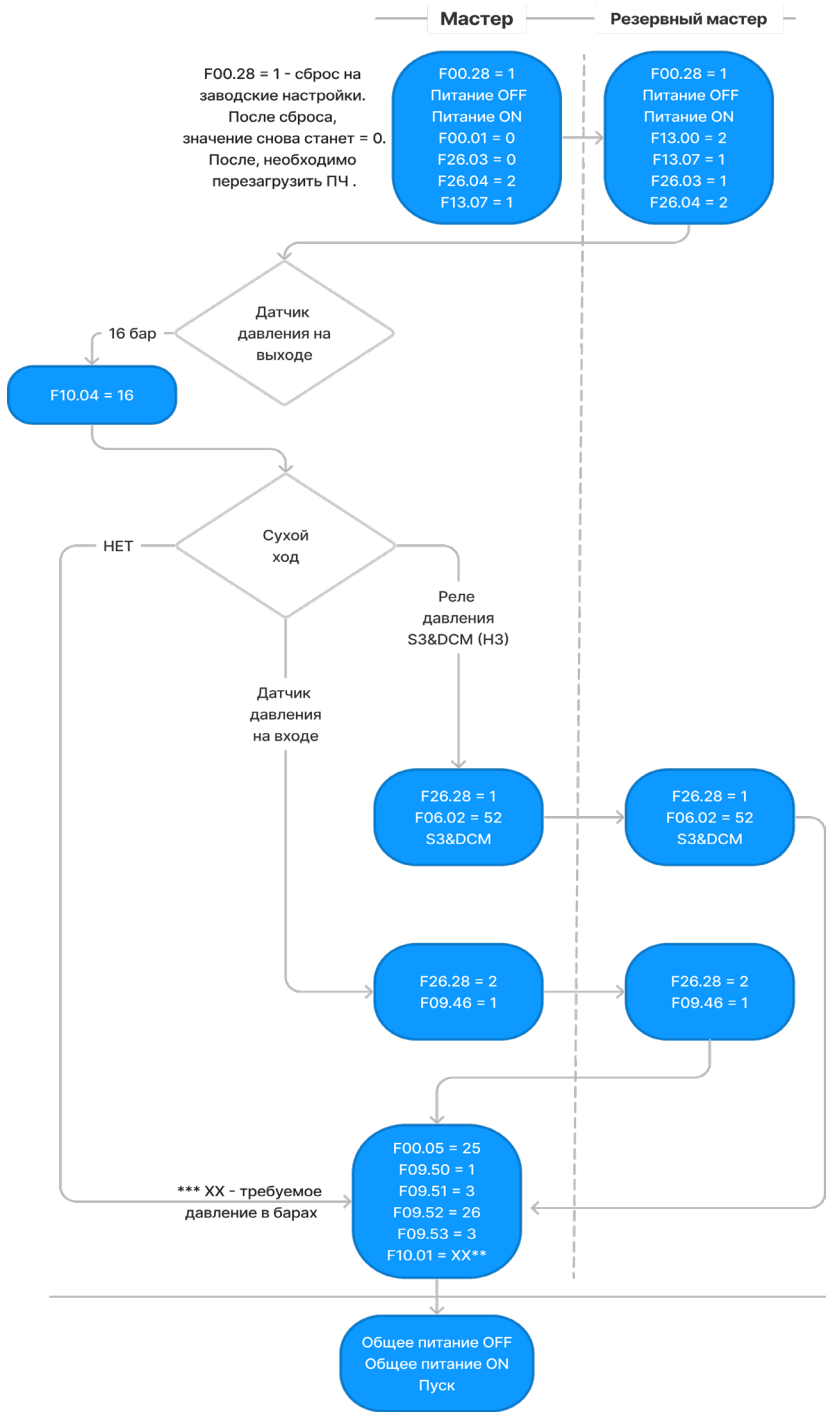 Мастер
Резервный мастер
F00.28 = 1 - сброс на
заводские настройки.
После сброса,
значение снова станет = 0.
После, необходимо
перезагрузить ПЧ .
F00.28 = 1
Питание OFF
Питание ON
F00.01 = 0
F26.03 = 0
F26.04 = 2
F13.07 = 1
F00.28 = 1
Питание OFF
Питание ON
F13.00 = 2
F13.07 = 1
F26.03 = 1
F26.04 = 2
Датчик
давления на
выходе
16 бар
F10.04 = 16
Сухой
ход
НЕТ
Реле
давления
S3&DCM (НЗ)
Датчик
давления
на входе
F26.28 = 1
F06.02 = 52
S3&DCM
F26.28 = 1
F06.02 = 52
S3&DCM
F26.28 = 2
F09.46 = 1
F26.28 = 2
F09.46 = 1
*** XX - требуемое
давление в барах
F00.05 = 25
F09.50 = 1
F09.51 = 3
F09.52 = 26
F09.53 = 3
F10.01 = XX**
Общее питание OFF
Общее питание ON
Пуск